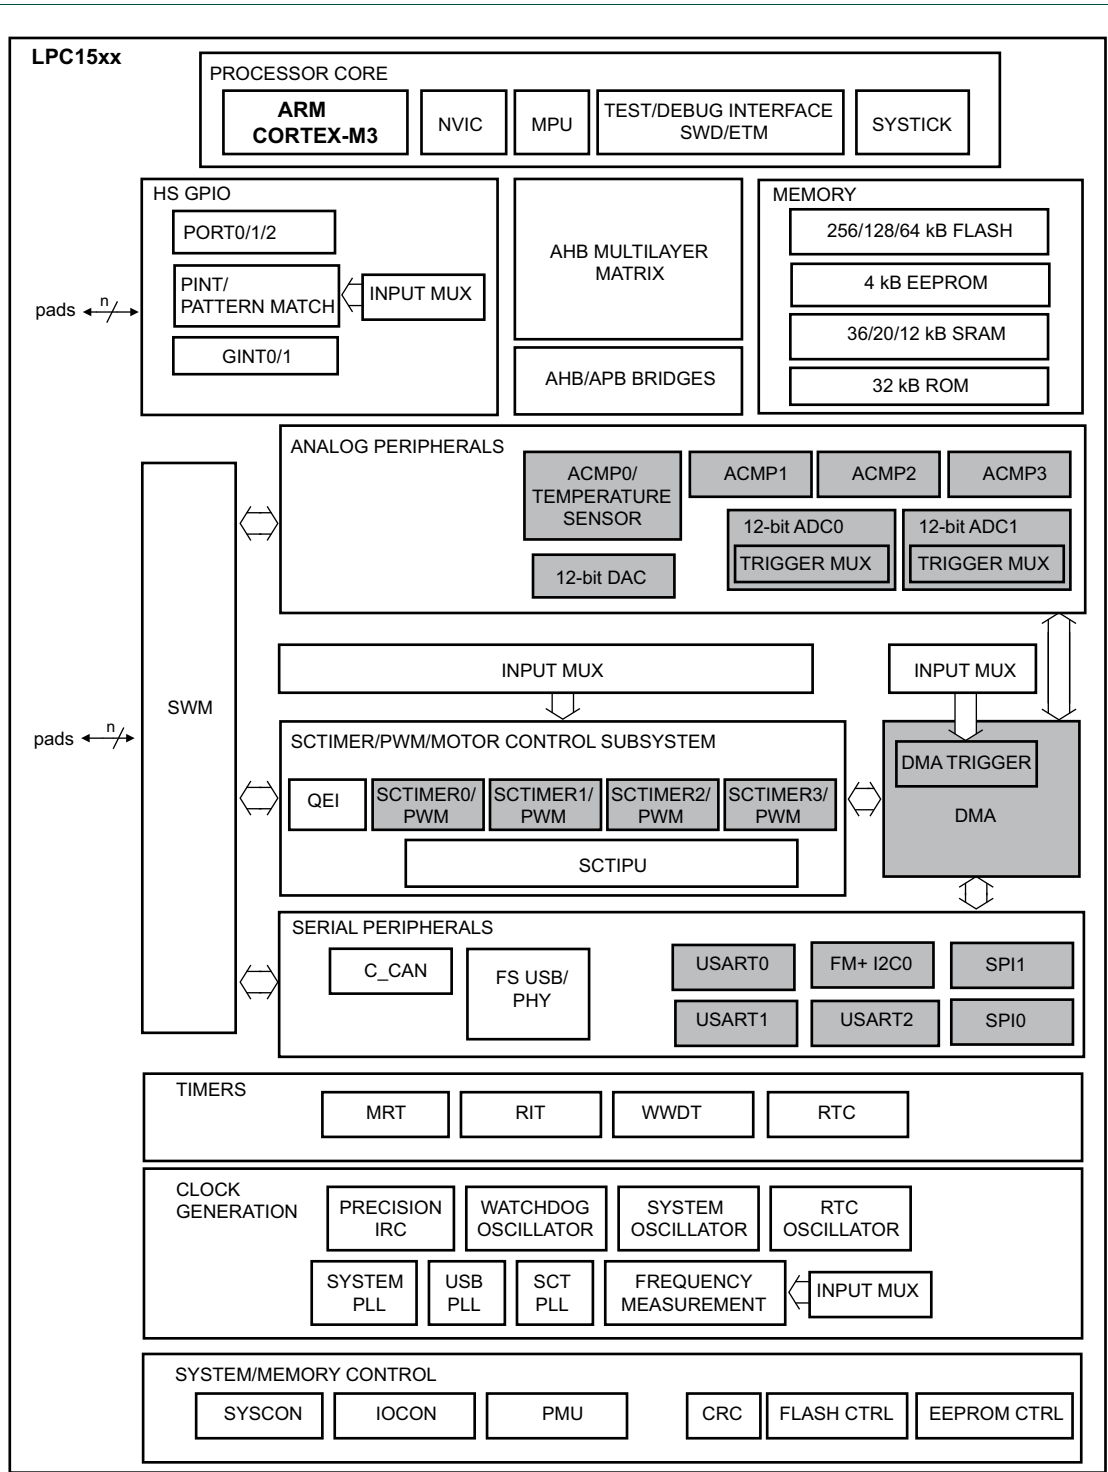 LPC15xx
PROCESSOR CORE
ARM
CORTEX-M3
NVIC
MPU
TEST/DEBUG INTERFACE
SWD/ETM
SYSTICK
HS GPIO
PORT0/1/2
PINT/
PATTERN MATCH
INPUT MUX
GINT0/1
pads
n
AHB MULTILAYER
MATRIX
AHB/APB BRIDGES
MEMORY
256/128/64 kB FLASH
4 kB EEPROM
36/20/12 kB SRAM
32 kB ROM
ANALOG PERIPHERALS
ACMP0/
TEMPERATURE
SENSOR
ACMP1
ACMP2
ACMP3
12-bit DAC
12-bit ADC0
TRIGGER MUX
12-bit ADC1
TRIGGER MUX
SWM
pads
n
INPUT MUX
INPUT MUX
SCTIMER/PWM/MOTOR CONTROL SUBSYSTEM
QEI
SCTIMER0/
PWM
SCTIMER1/
PWM
SCTIMER2/
PWM
SCTIMER3/
PWM
SCTIPU
DMA TRIGGER
DMA
SERIAL PERIPHERALS
C_CAN
FS USB/
PHY
USART0
FM+ I2C0
SPI1
USART1
USART2
SPI0
TIMERS
MRT
RIT
WWDT
RTC
CLOCK
GENERATION
PRECISION
IRC
WATCHDOG
OSCILLATOR
SYSTEM
OSCILLATOR
RTC
OSCILLATOR
SYSTEM
PLL
USB
PLL
SCT
PLL
FREQUENCY
MEASUREMENT
INPUT MUX
SYSTEM/MEMORY CONTROL
SYSCON
IOCON
PMU
CRC
FLASH CTRL
EEPROM CTRL